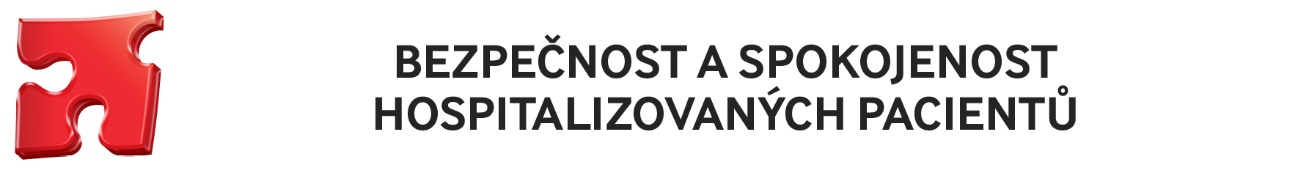 BEZPEČNOST A SPOKOJENOST
HOSPITALIZOVANÝCH PACIENTŮ